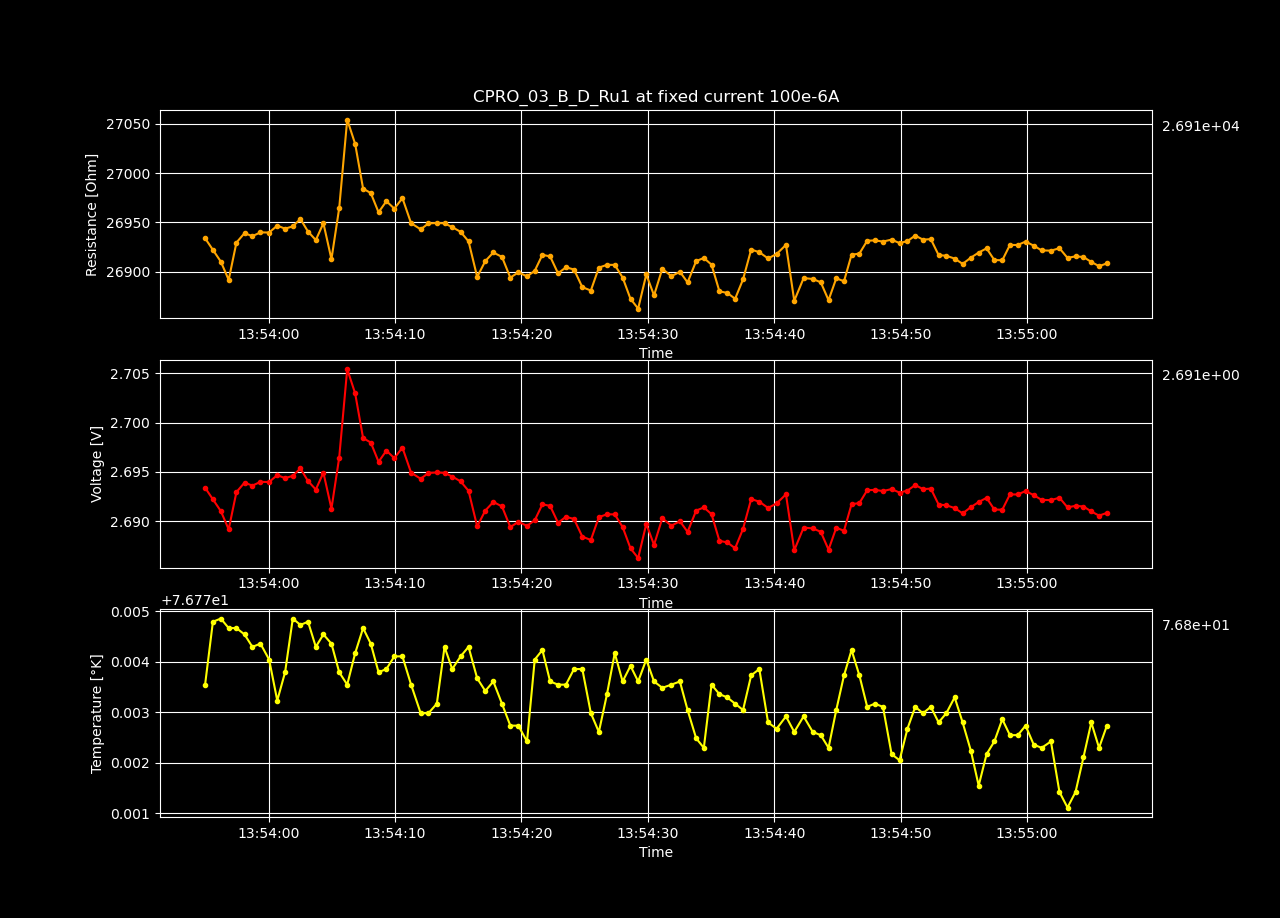 CPRO_03_B_D_Ru1 at fixed current 100e-6A
27050
27000
26950
26900
Resistance [Ohm]
2.691e+04
13:54:00 13:54:10 13:54:20 13:54:30 13:54:40 13:54:50 13:55:00
Time
2.705
2.700
2.695
2.690
Voltage [V]
2.691e+00
13:54:00 13:54:10 13:54:20 13:54:30 13:54:40 13:54:50 13:55:00
Time
+7.677e1
0.005
0.004
0.003
0.002
0.001
Temperature [°K]
7.68e+01
13:54:00 13:54:10 13:54:20 13:54:30 13:54:40 13:54:50 13:55:00
Time